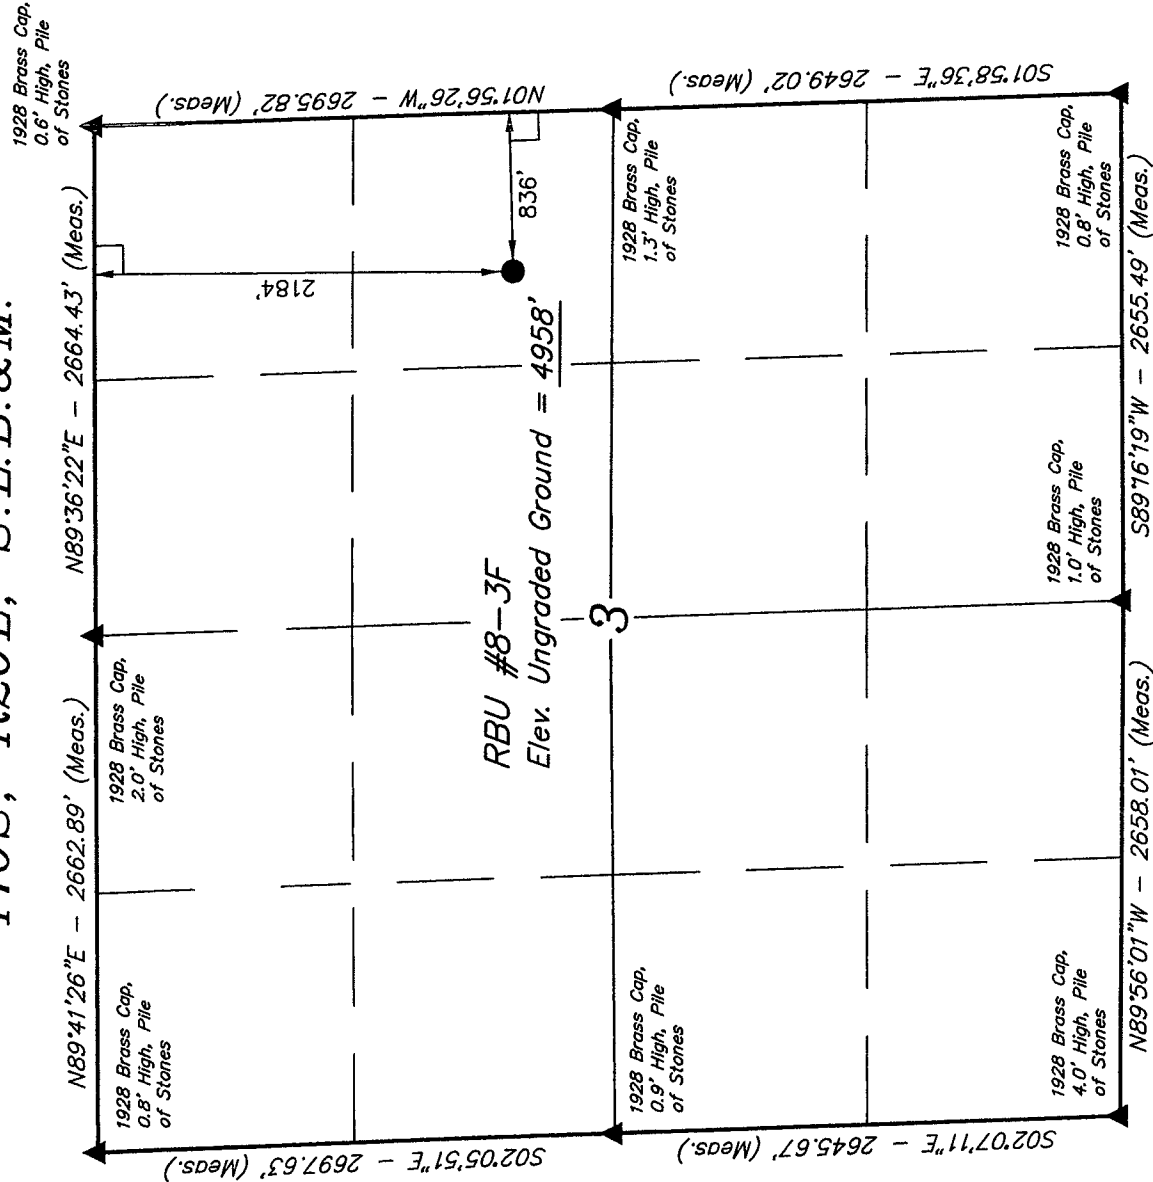 T10S, R20E, S.L.B.&M.
N89°41'26"E - 2662.89' (Meas.)
N89°36'22"E - 2664.43' (Meas.)
1928 Brass Cap,
0.6' High, Pile
of Stones
1928 Brass Cap,
0.8' High, Pile
of Stones
1928 Brass Cap,
2.0' High, Pile
of Stones
S02°05'51"E - 2697.63' (Meas.)
N01°56'26"W - 2695.82' (Meas.)
2184'
836'
RBU #8-3F
Elev. Ungraded Ground = 4958'
3
1928 Brass Cap,
0.9' High, Pile
of Stones
1928 Brass Cap,
1.3' High, Pile
of Stones
S02°07'11"E - 2645.67' (Meas.)
S01°58'36"E - 2649.02' (Meas.)
1928 Brass Cap,
4.0' High, Pile
of Stones
1928 Brass Cap,
1.0' High, Pile
of Stones
1928 Brass Cap,
0.8' High, Pile
of Stones
N89°56'01"W - 2658.01' (Meas.)
S89°16'19"W - 2655.49' (Meas.)